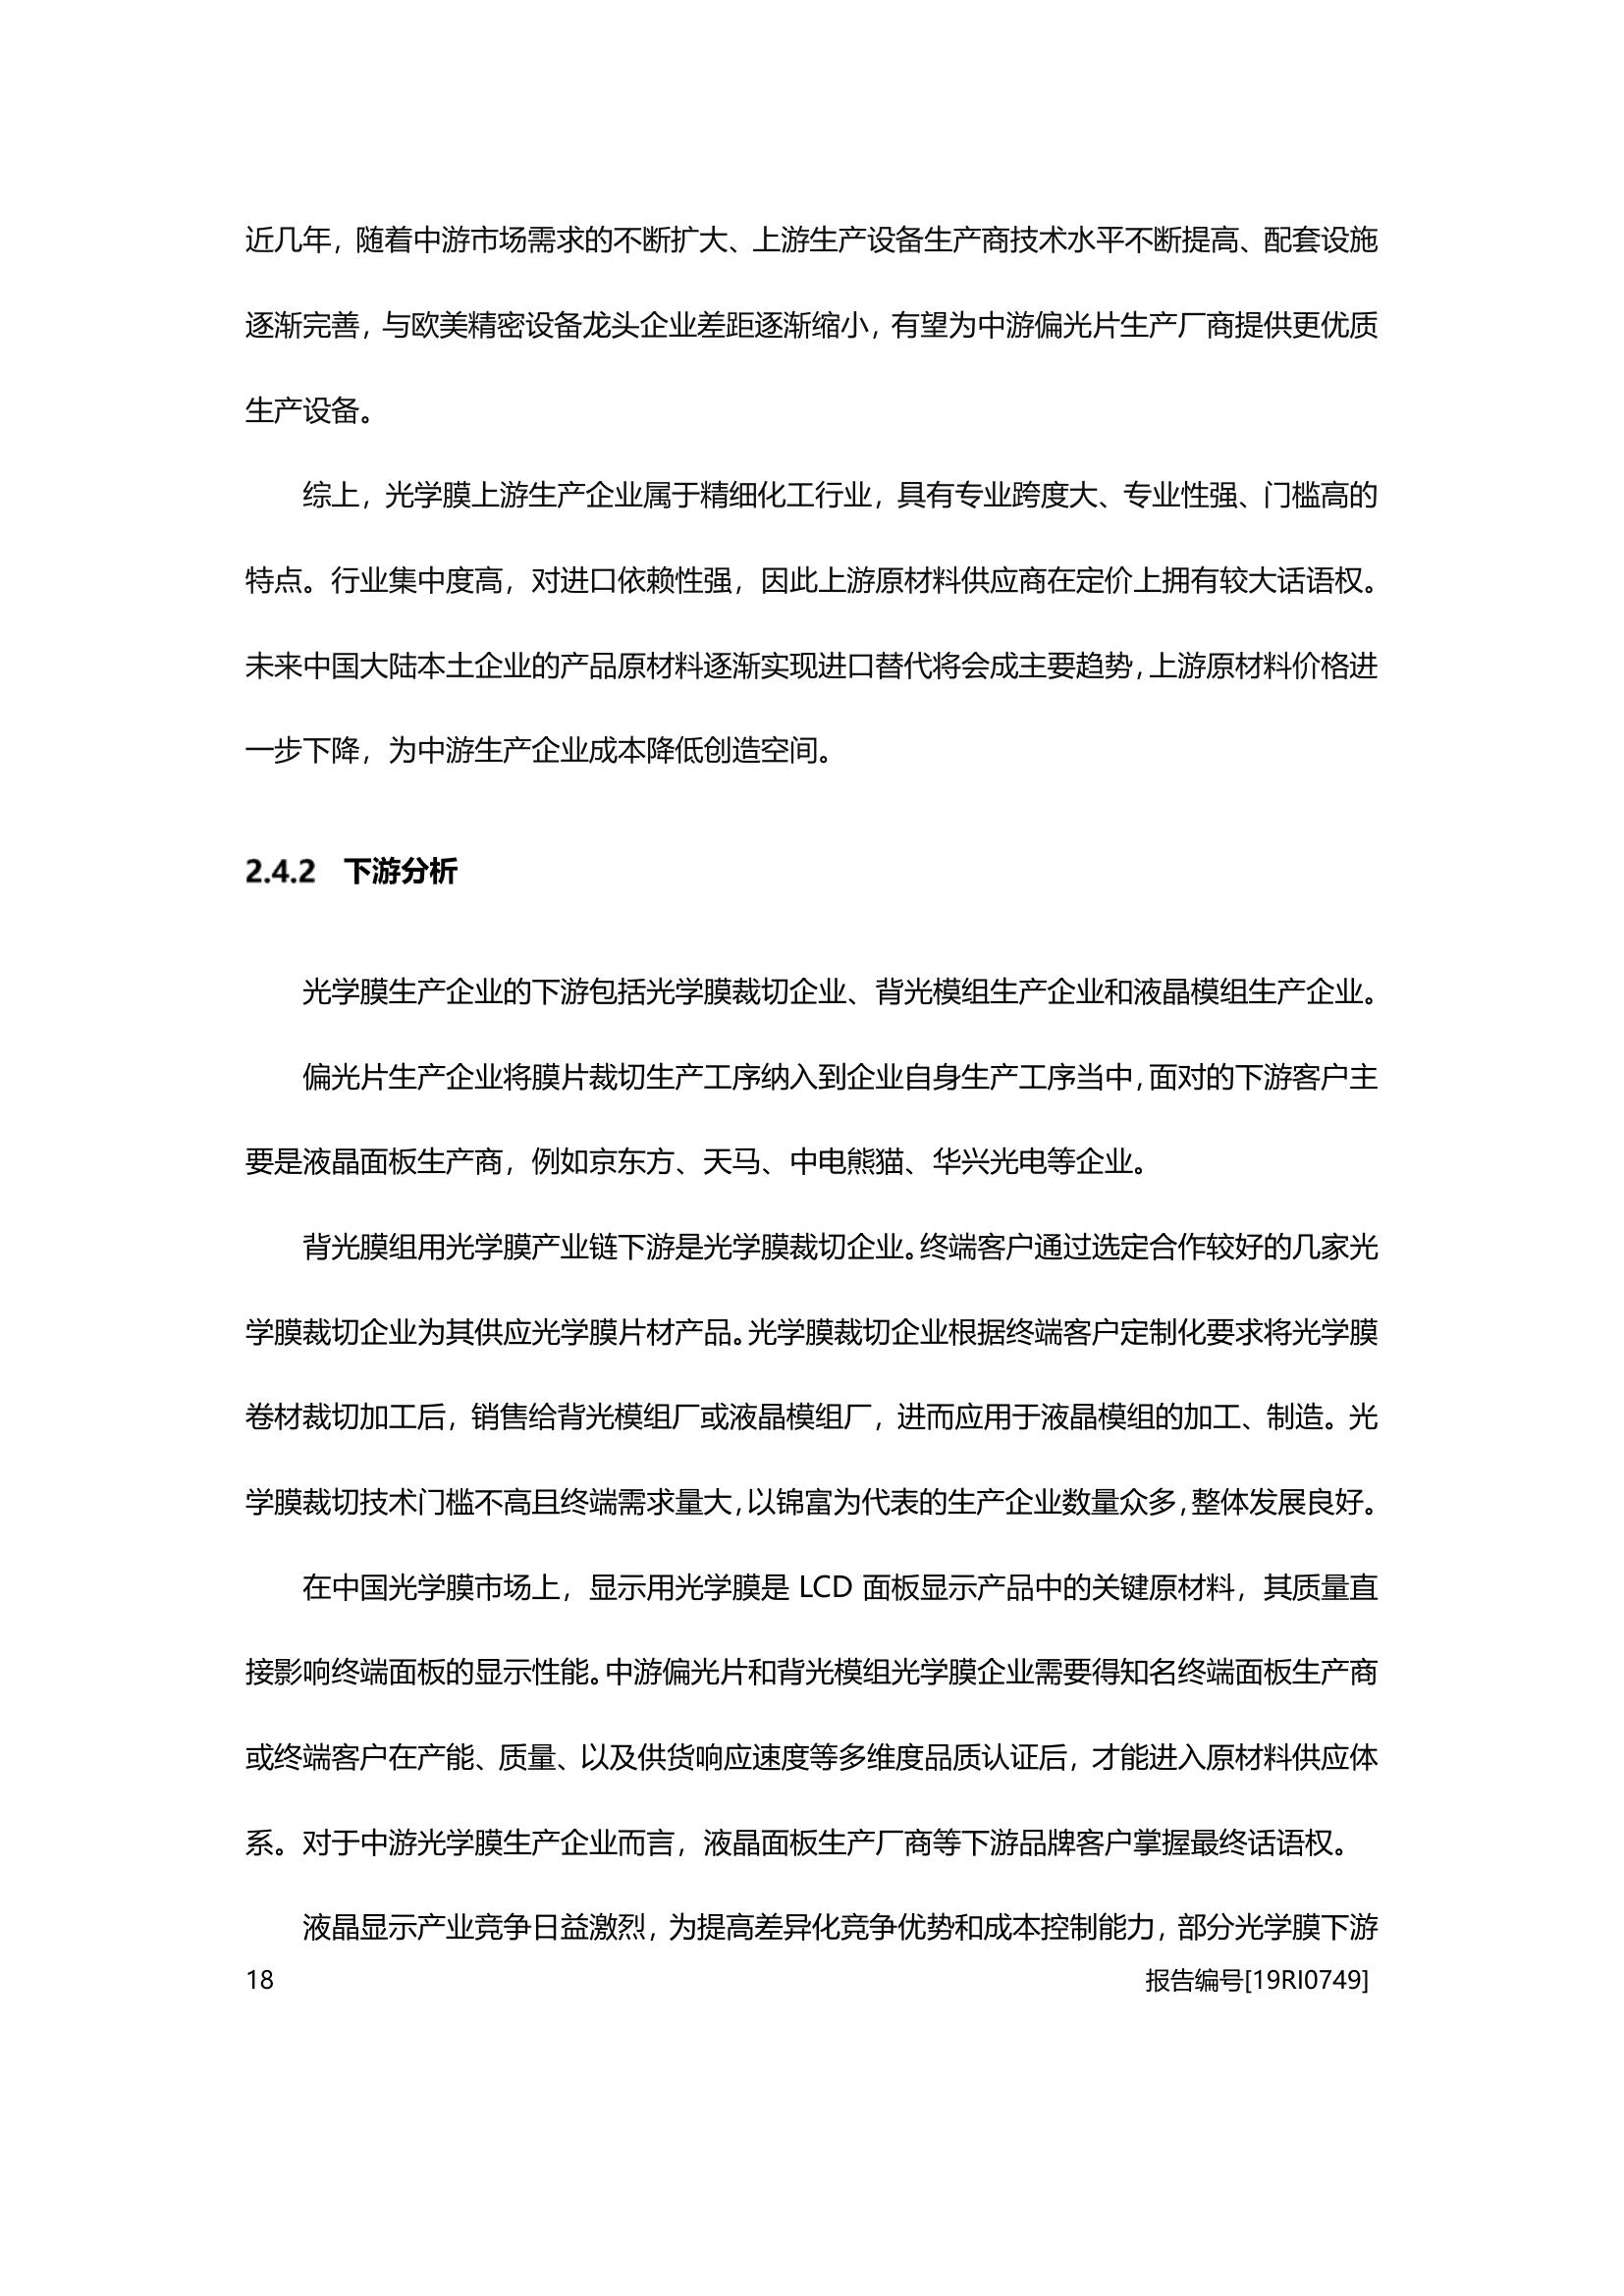 近几年，随着中游市场需求的不断扩大、上游生产设备生产商技术水平不断提高、配套设施
逐渐完善，与欧美精密设备龙头企业差距逐渐缩小，有望为中游偏光片生产厂商提供更优质
生产设备。
综上，光学膜上游生产企业属于精细化工行业，具有专业跨度大、专业性强、门槛高的
特点。行业集中度高，对进口依赖性强，因此上游原材料供应商在定价上拥有较大话语权。
未来中国大陆本土企业的产品原材料逐渐实现进口替代将会成主要趋势，上游原材料价格进
一步下降，为中游生产企业成本降低创造空间。
2.4.2 下游分析
光学膜生产企业的下游包括光学膜裁切企业、背光模组生产企业和液晶模组生产企业。
偏光片生产企业将膜片裁切生产工序纳入到企业自身生产工序当中，面对的下游客户主
要是液晶面板生产商，例如京东方、天马、中电熊猫、华兴光电等企业。
背光膜组用光学膜产业链下游是光学膜裁切企业。终端客户通过选定合作较好的几家光
学膜裁切企业为其供应光学膜片材产品。光学膜裁切企业根据终端客户定制化要求将光学膜
卷材裁切加工后，销售给背光模组厂或液晶模组厂，进而应用于液晶模组的加工、制造。光
学膜裁切技术门槛不高且终端需求量大，以锦富为代表的生产企业数量众多，整体发展良好。
在中国光学膜市场上，显示用光学膜是 LCD 面板显示产品中的关键原材料，其质量直
接影响终端面板的显示性能。中游偏光片和背光模组光学膜企业需要得知名终端面板生产商
或终端客户在产能、质量、以及供货响应速度等多维度品质认证后，才能进入原材料供应体
系。对于中游光学膜生产企业而言，液晶面板生产厂商等下游品牌客户掌握最终话语权。
液晶显示产业竞争日益激烈，为提高差异化竞争优势和成本控制能力，部分光学膜下游
18 报告编号[19RI0749]